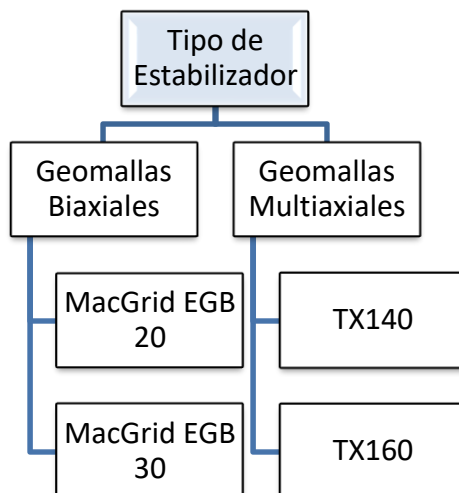 Tipo de
Estabilizador
Geomallas
Biaxiales
Geomallas
Multiaxiales
MacGrid EGB
20
TX140
MacGrid EGB
30
TX160